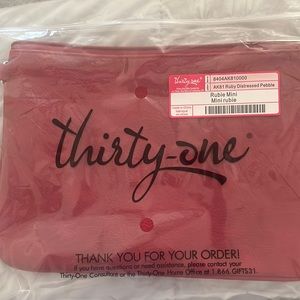 thirty-one
8404AK810000
AK81 Ruby Distressed Pebble
Rubie Mini
Mini rubie
thirty-one
THANK YOU FOR YOUR ORDER!
If you have questions or need assistance, please contact your
Thirty-One Consultant or the Thirty-One Home Office at 1.866.GIFTS31.